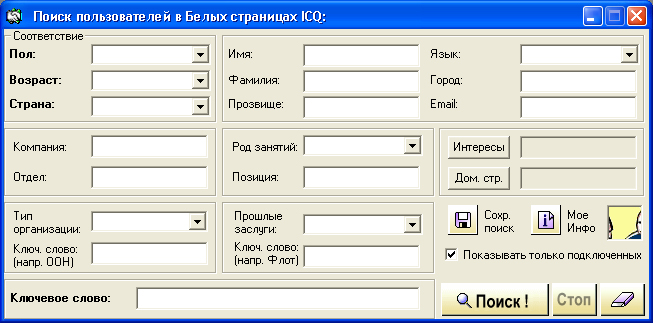 Поиск пользователей в Белых страницах ICQ:
Соответствие
Пол:
Возраст:
Страна:
Имя:
Фамилия:
Прозвище:
Язык:
Город:
Email:
Компания:
Отдел:
Род занятий:
Позиция:
Интересы
Дом. стр.
Тип
организации:
Ключ. слово:
(напр. ООН)
Прошлые
заслуги:
Ключ. слово:
(напр. Флот)
Сохр.
поиск
Мое
Инфо
Показывать только подключенных
Ключевое слово:
Поиск !
Стоп